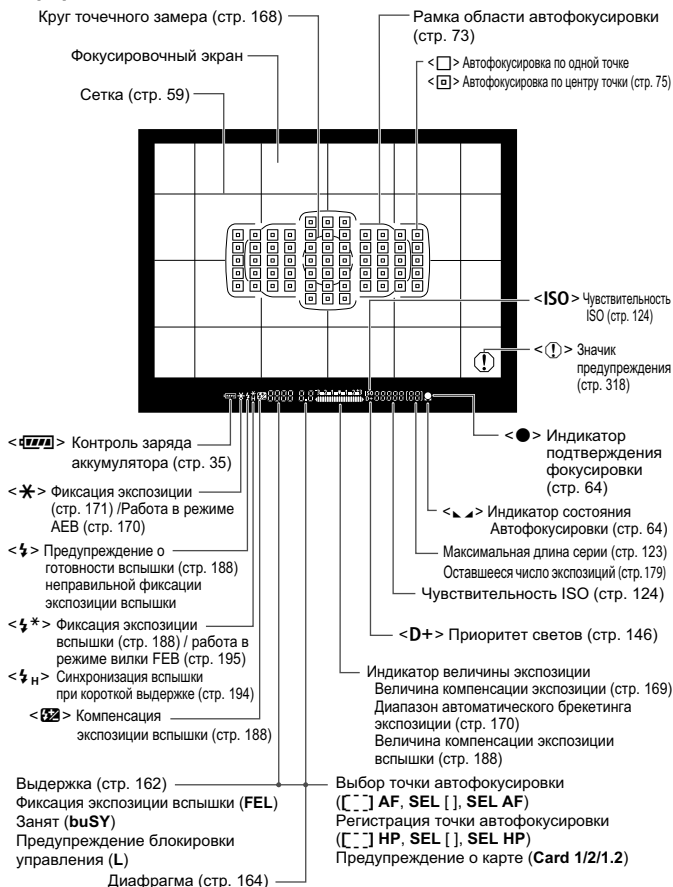 Круг точечного замера (стр. 168)
Фокусировочный экран
Сетка (стр. 59)
Рамка области автофокусировки
(стр. 73)
<□> Автофокусировка по одной точке
<⊡> Автофокусировка по центру точки (стр. 75)
<ISO> Чувствительность
ISO (стр. 124)
<!> Значик
предупреждения
(стр. 318)
<●> Индикатор
подтверждения
фокусировки
(стр. 64)
<◣◢> Индикатор состояния
Автофокусировки (стр. 64)
Максимальная длина серии (стр. 123)
Оставшееся число экспозиций (стр.179)
Чувствительность ISO (стр. 124)
<D+> Приоритет светов (стр. 146)
Индикатор величины экспозиции
Величина компенсации экспозиции (стр. 169)
Диапазон автоматического брекетинга
экспозиции (стр. 170)
Величина компенсации экспозиции
вспышки (стр. 188)
< > Контроль заряда
аккумулятора (стр. 35)
<✱> Фиксация экспозиции
(стр. 171) /Работа в режиме
AEB (стр. 170)
<⚡> Предупреждение о
готовности вспышки (стр. 188)
неправильной фиксации
экспозиции вспышки
<⚡*> Фиксация экспозиции
вспышки (стр. 188) / работа в
режиме вилки FEB (стр. 195)
<⚡H> Синхронизация вспышки
при короткой выдержке (стр. 194)
< > Компенсация
экспозиции вспышки (стр. 188)
Выдержка (стр. 162)
Фиксация экспозиции вспышки (FEL)
Занят (buSY)
Предупреждение блокировки
управления (L)
Диафрагма (стр. 164)
Выбор точки автофокусировки
([ ] AF, SEL [ ], SEL AF)
Регистрация точки автофокусировки
([ ] HP, SEL [ ], SEL HP)
Предупреждение о карте (Card 1/2/1.2)